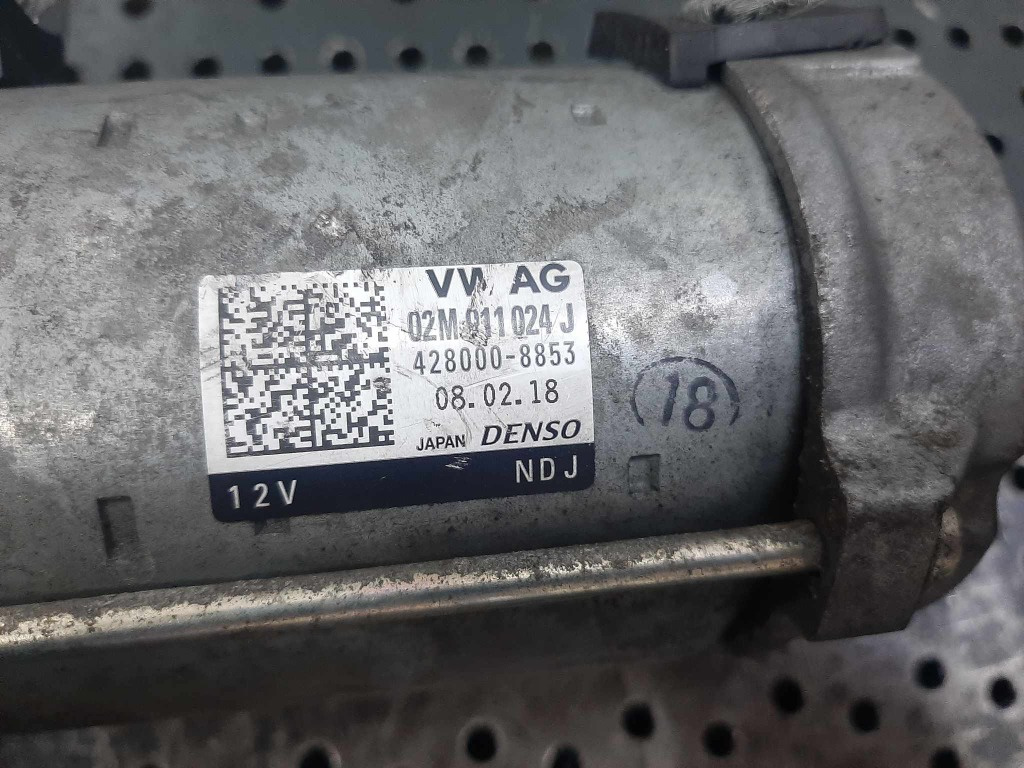 VW AG
02M 911 024 J
428000-8853
08.02.18
JAPAN DENSO
12V NDJ
18